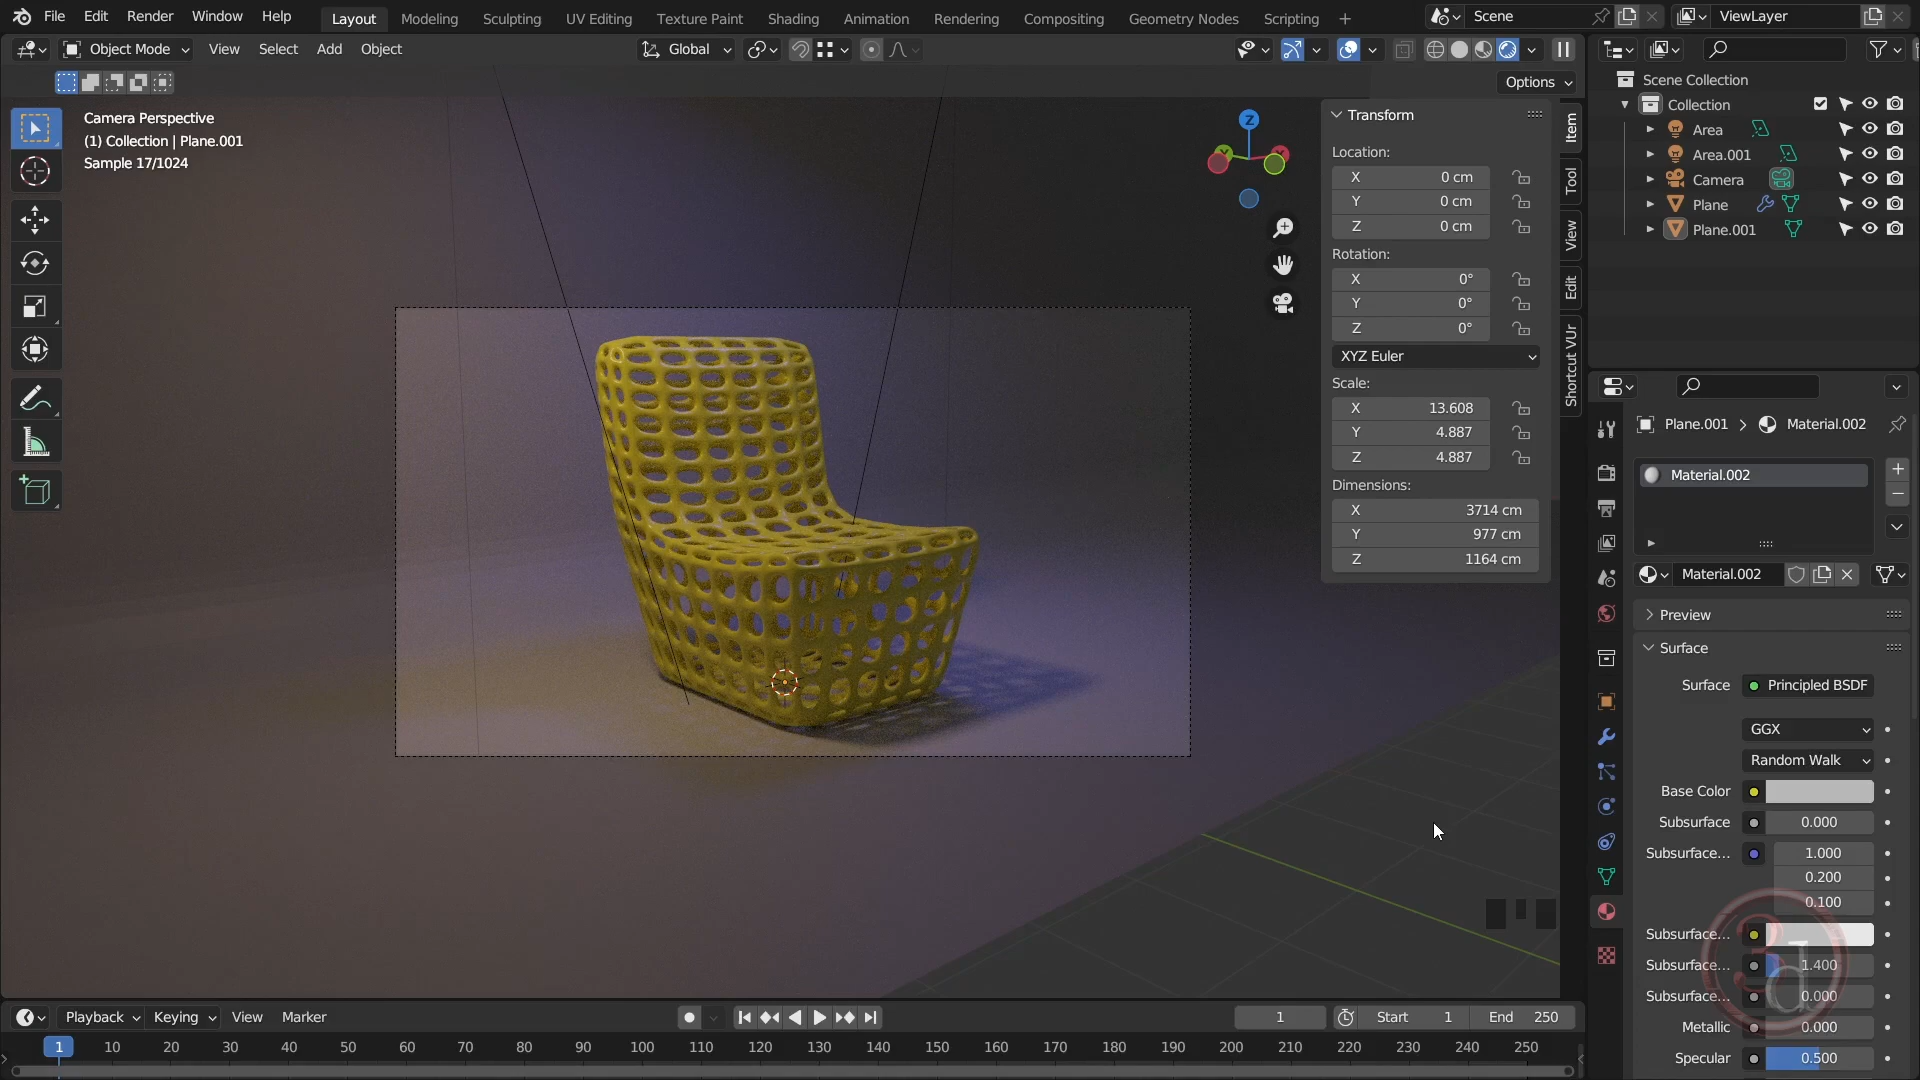 File Edit Render Window Help
Layout Modeling Sculpting UV Editing Texture Paint Shading Animation Rendering Compositing Geometry Nodes Scripting +
Scene
ViewLayer
Object Mode View Select Add Object
Global
Options
Camera Perspective
(1) Collection | Plane.001
Sample 17/1024
Z
Y
Transform
Location:
X 0 cm
Y 0 cm
Z 0 cm
Rotation:
X 0°
Y 0°
Z 0°
XYZ Euler
Scale:
X 13.608
Y 4.887
Z 4.887
Dimensions:
X 3714 cm
Y 977 cm
Z 1164 cm
Item
Tool
View
Edit
Shortcut VUr
Scene Collection
Collection
Area
Area.001
Camera
Plane
Plane.001
Plane.001 > Material.002
Material.002
Material.002
Preview
Surface
Surface Principled BSDF
GGX
Random Walk
Base Color
Subsurface 0.000
Subsurface... 1.000
0.200
0.100
Subsurface...
Subsurface... 1.400
Subsurface... 0.000
Metallic 0.000
Specular 0.500
3d
Playback Keying View Marker
1 Start 1 End 250
1 10 20 30 40 50 60 70 80 90 100 110 120 130 140 150 160 170 180 190 200 210 220 230 240 250